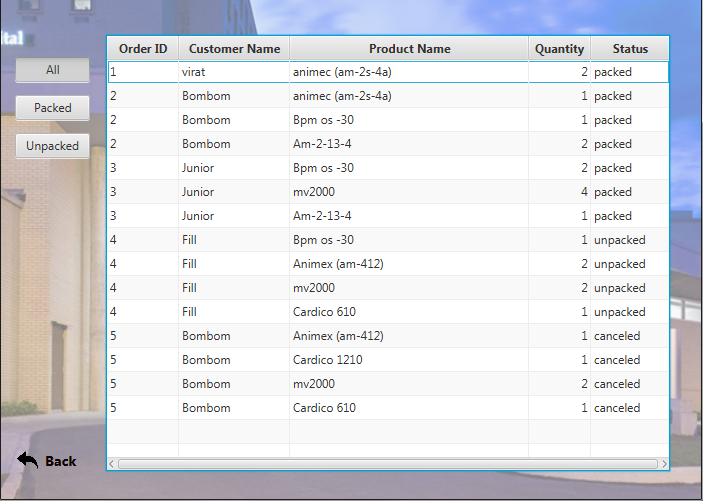 ital
All
Packed
Unpacked
Order ID Customer Name Product Name Quantity Status
1 virat animec (am-2s-4a) 2 packed
2 Bombom animec (am-2s-4a) 1 packed
2 Bombom Bpm os -30 1 packed
2 Bombom Am-2-13-4 2 packed
3 Junior Bpm os -30 2 packed
3 Junior mv2000 4 packed
3 Junior Am-2-13-4 1 packed
4 Fill Bpm os -30 1 unpacked
4 Fill Animex (am-412) 2 unpacked
4 Fill mv2000 2 unpacked
4 Fill Cardico 610 1 unpacked
5 Bombom Animex (am-412) 1 canceled
5 Bombom Cardico 1210 1 canceled
5 Bombom mv2000 2 canceled
5 Bombom Cardico 610 1 canceled
Back